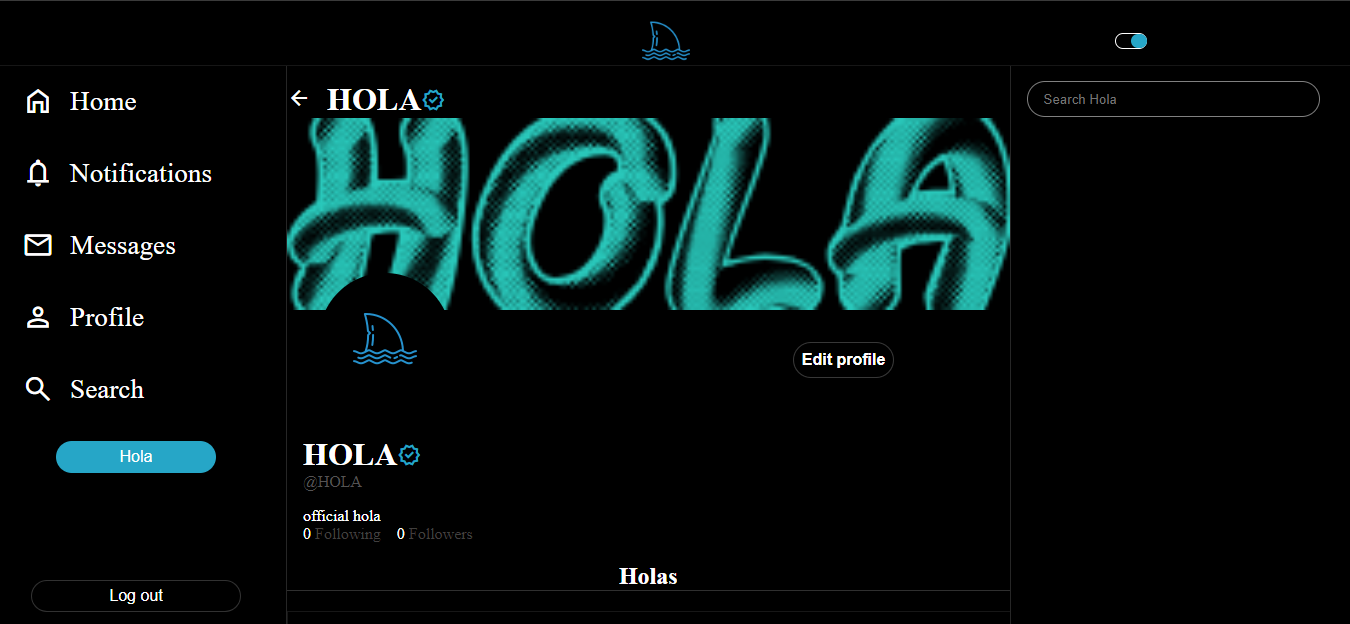 Home
Notifications
Messages
Profile
Search
Hola
Log out
HOLA
HOLA
Edit profile
HOLA
@HOLA
official hola
0 Following 0 Followers
Holas
Search Hola